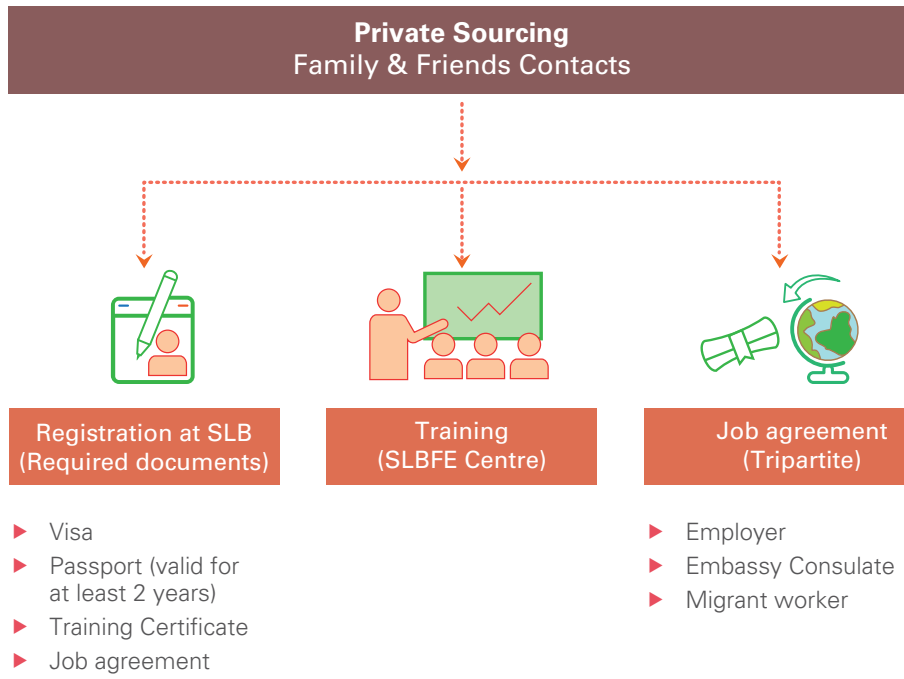 Private Sourcing
Family & Friends Contacts
Registration at SLB
(Required documents)
Visa
Passport (valid for
at least 2 years)
Training Certificate
Job agreement
Training
(SLBFE Centre)
Job agreement
(Tripartite)
Employer
Embassy Consulate
Migrant worker